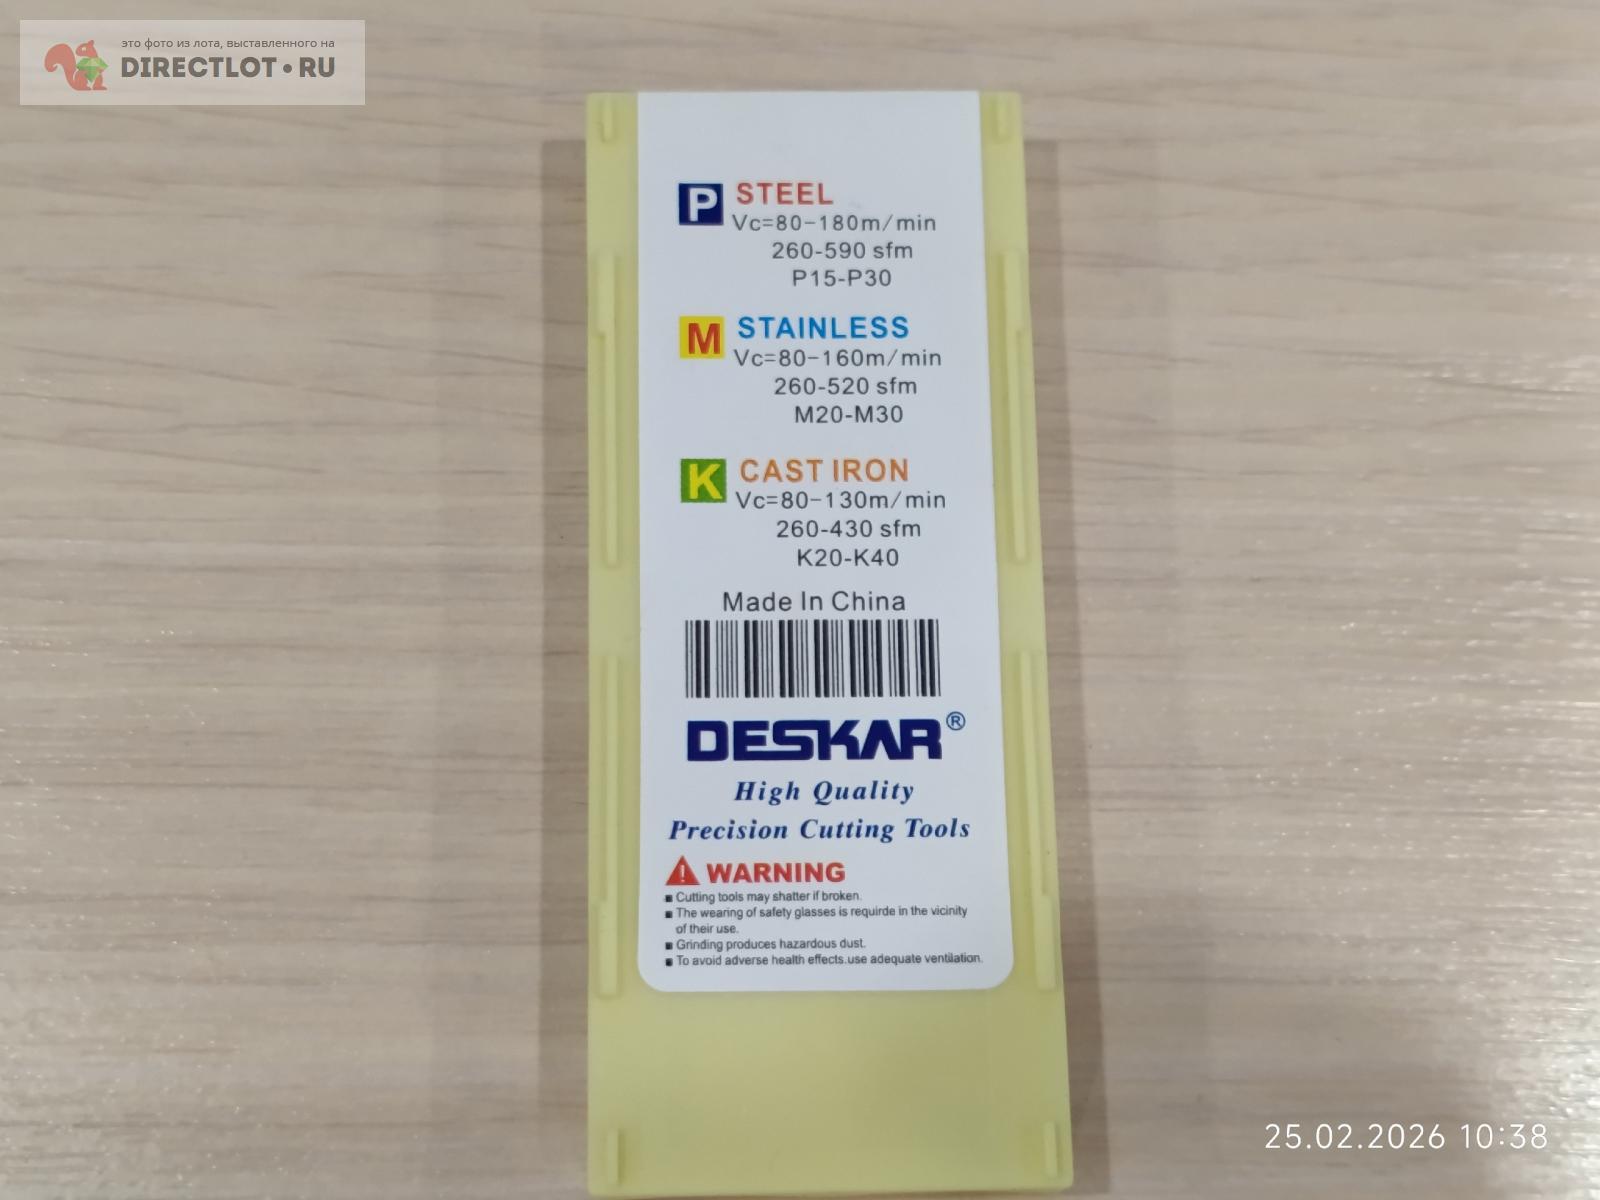 это фото из лота, выставленного на
DIRECTLOT•RU
P STEEL
Vc=80-180m/min
260-590 sfm
P15-P30
M STAINLESS
Vc=80-160m/min
260-520 sfm
M20-M30
K CAST IRON
Vc=80-130m/min
260-430 sfm
K20-K40
Made In China
DESKAR®
High Quality
Precision Cutting Tools
! WARNING
■ Cutting tools may shatter if broken.
■ The wearing of safety glasses is requirde in the vicinity
of their use.
■ Grinding produces hazardous dust.
■ To avoid adverse health effects.use adequate ventilation.
25.02.2026 10:38